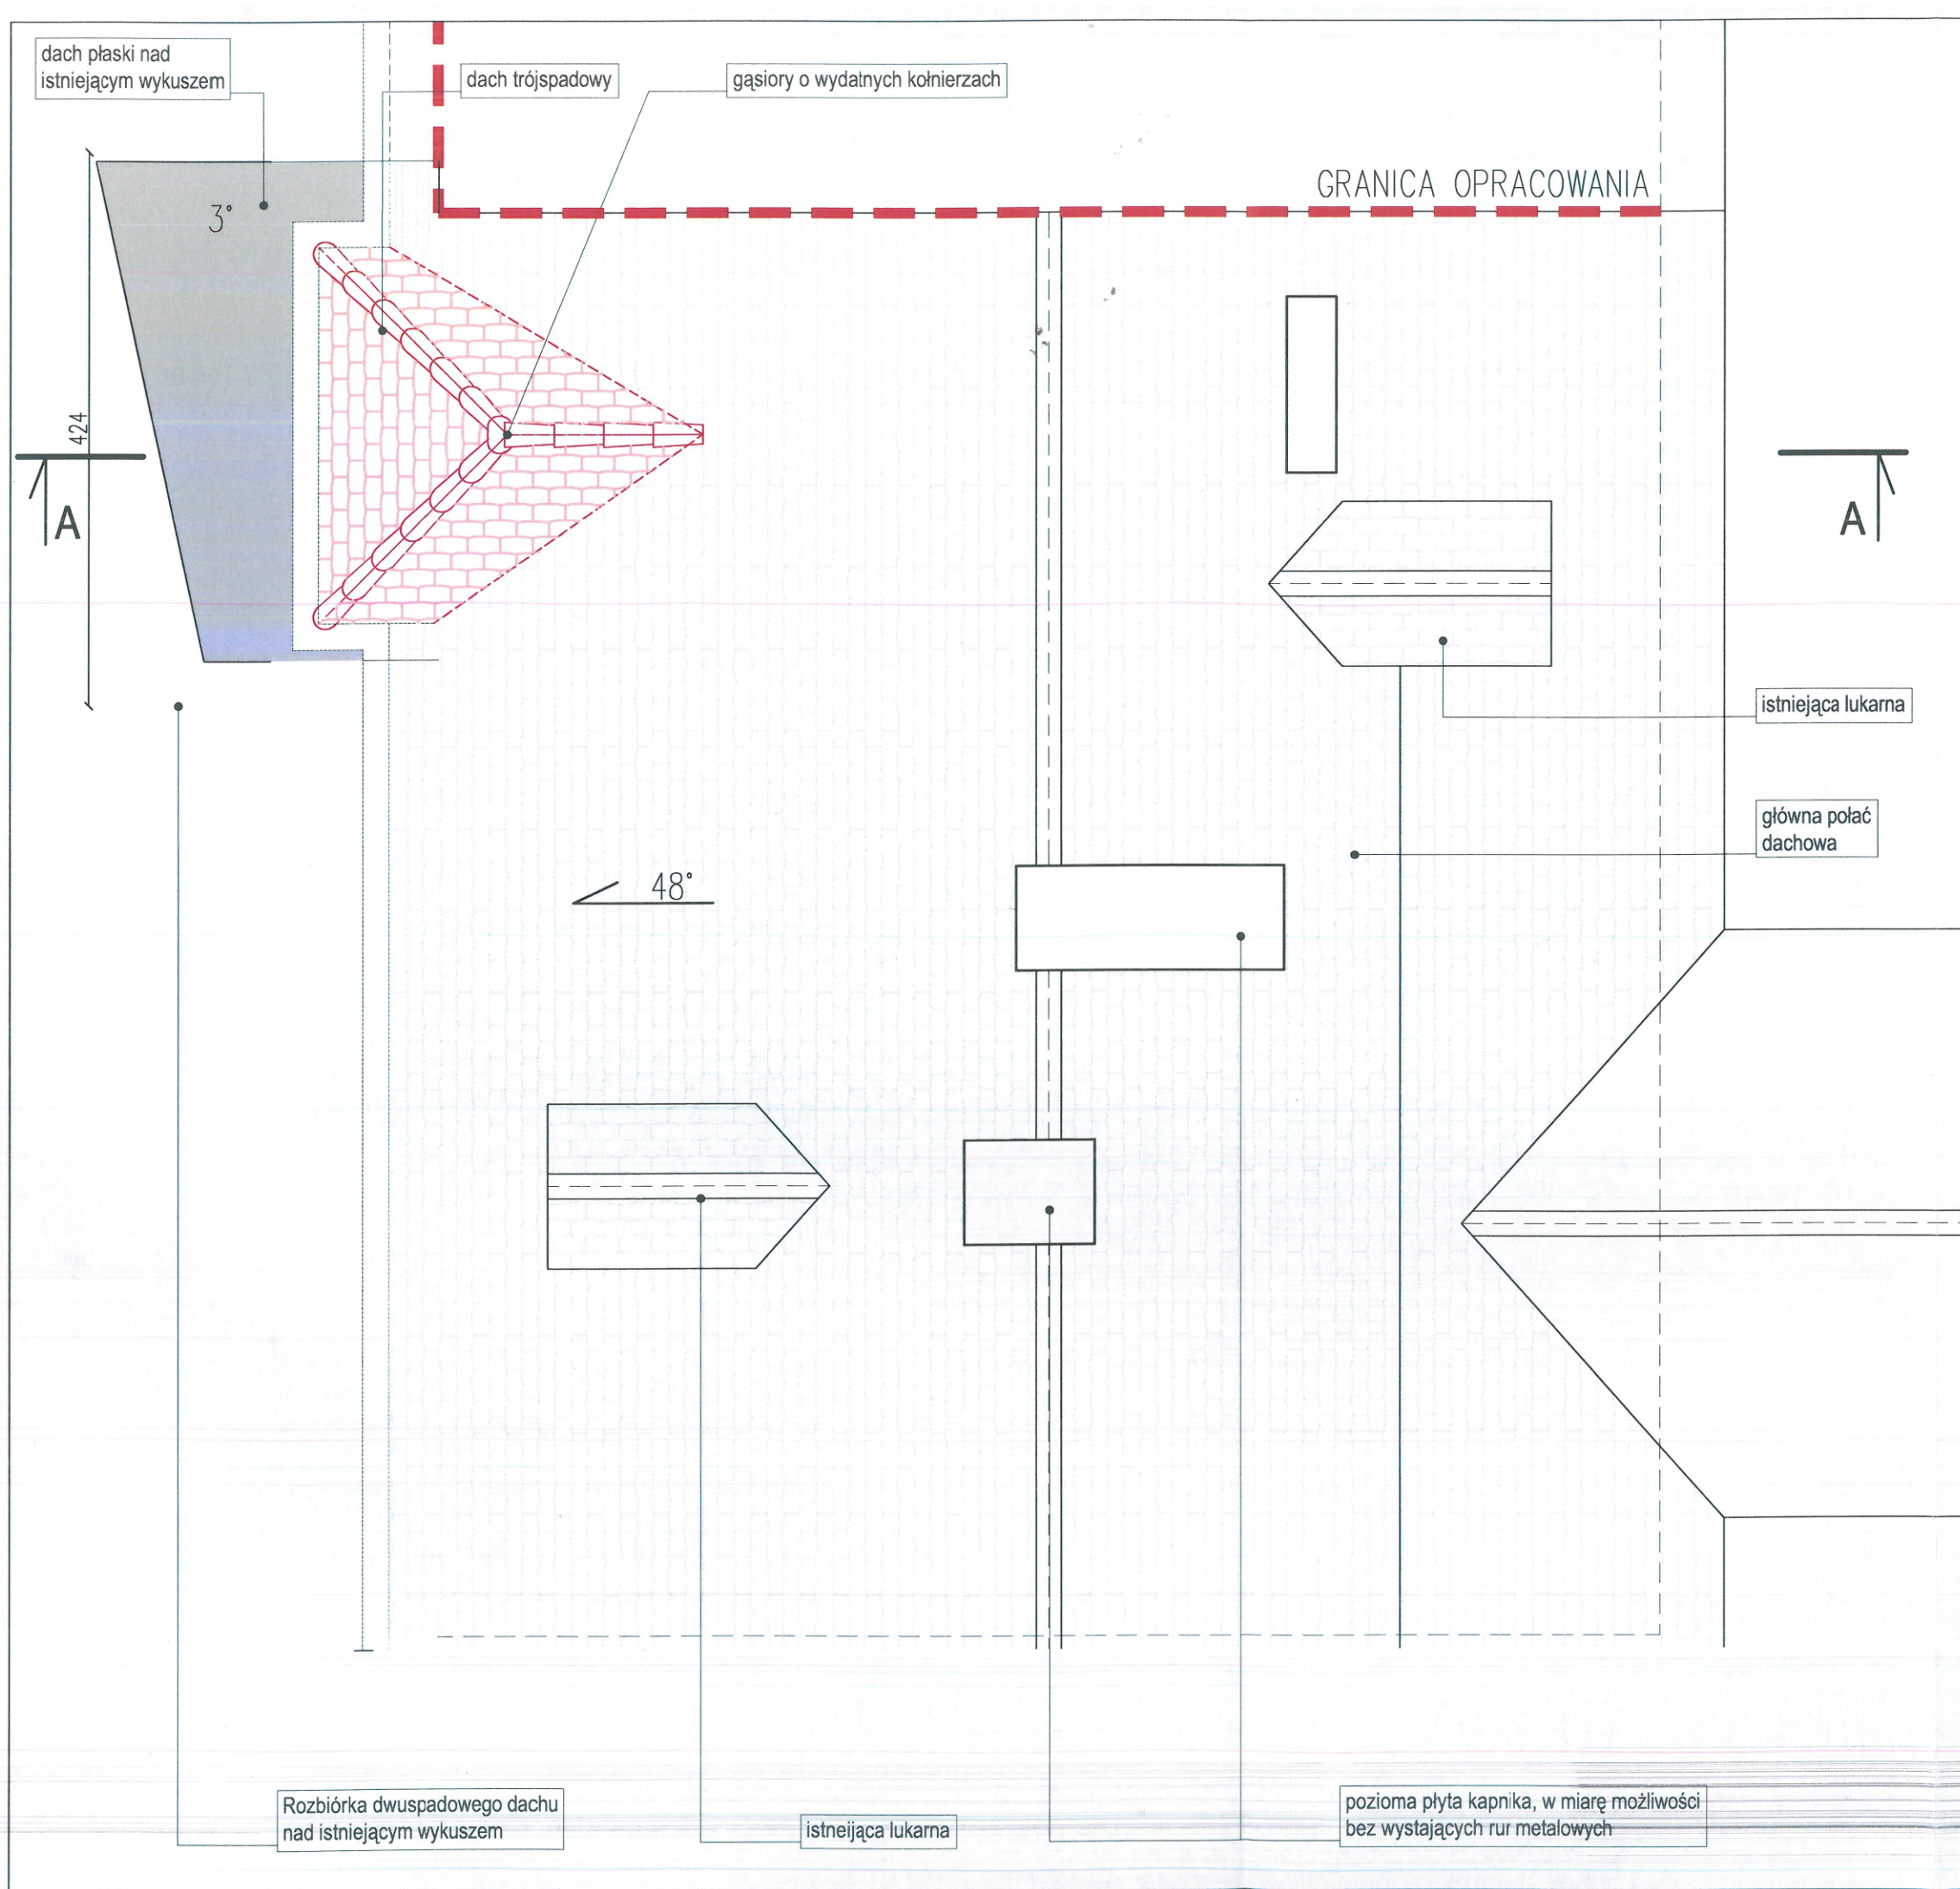 dach płaski nad
istniejącym wykuszem
dach trójspadowy
gąsiory o wydatnych kołnierzach
GRANICA OPRACOWANIA
3°
424
A
A
istniejąca lukarna
główna połać
dachowa
48°
Rozbiórka dwuspadowego dachu
nad istniejącym wykuszem
istneijąca lukarna
pozioma płyta kapnika, w miarę możliwości
bez wystających rur metalowych